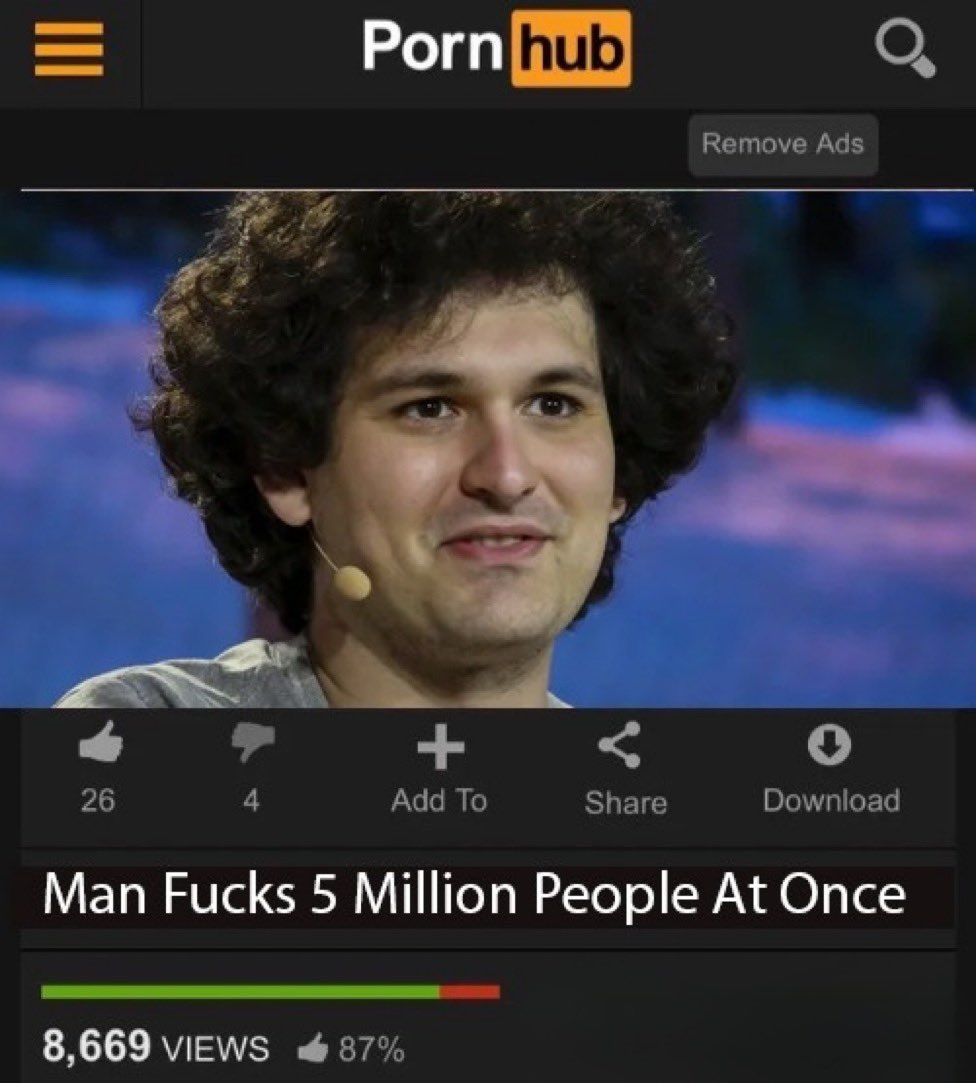 Porn hub
Remove Ads
26 4 Add To Share Download
Man Fucks 5 Million People At Once
8,669 VIEWS 87%